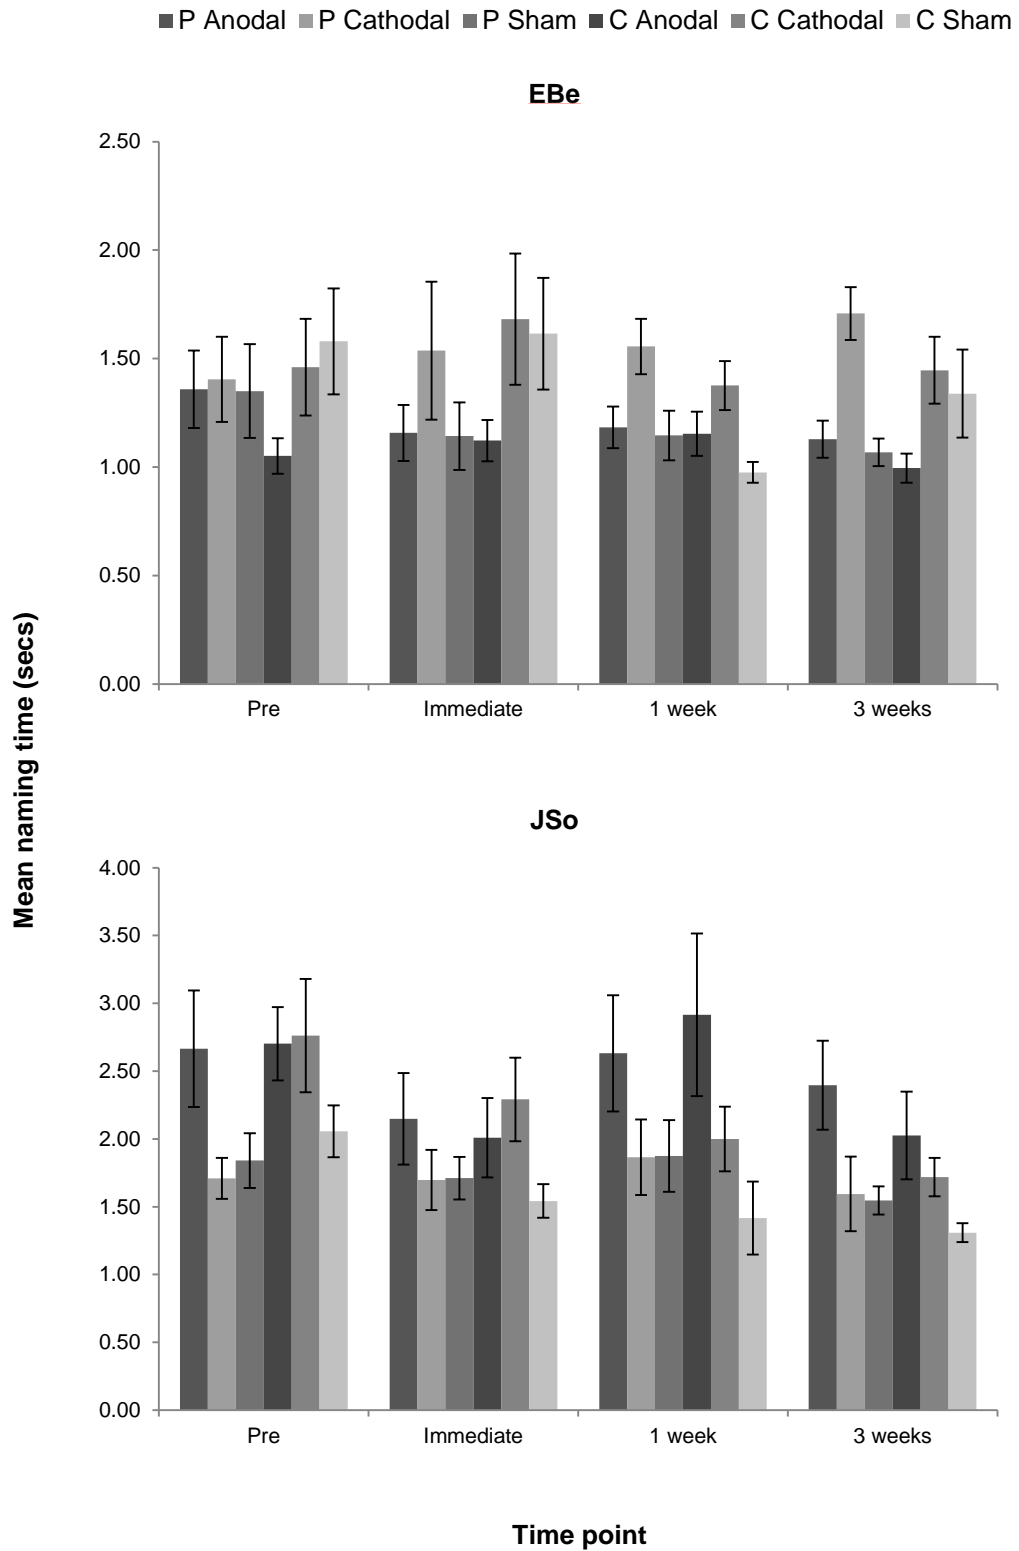 P Anodal P Cathodal P Sham C Anodal C Cathodal C Sham
EBe
2.50
2.00
1.50
1.00
0.50
0.00
Pre Immediate 1 week 3 weeks
Mean naming time (secs)
JSo
4.00
3.50
3.00
2.50
2.00
1.50
1.00
0.50
0.00
Pre Immediate 1 week 3 weeks
Time point